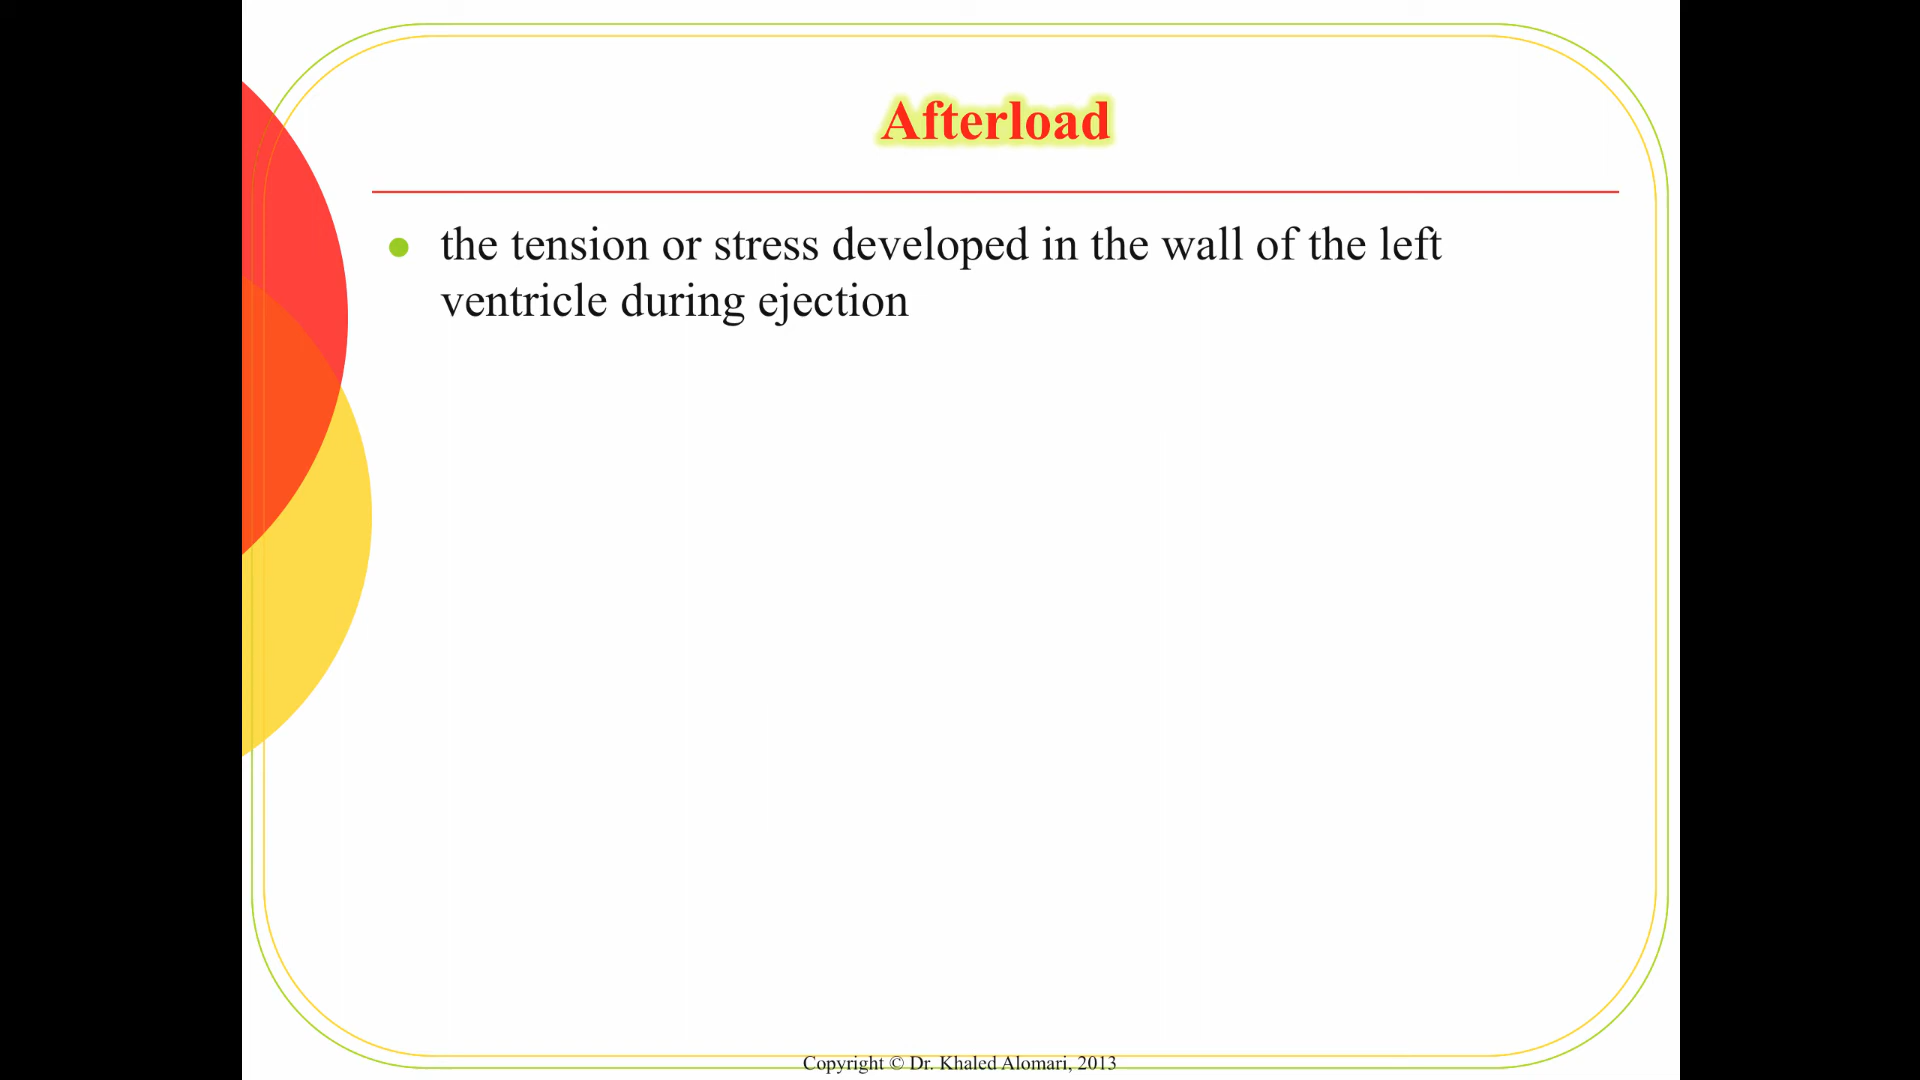 Afterload
the tension or stress developed in the wall of the left
ventricle during ejection
Copyright © Dr. Khaled Alomari, 2013